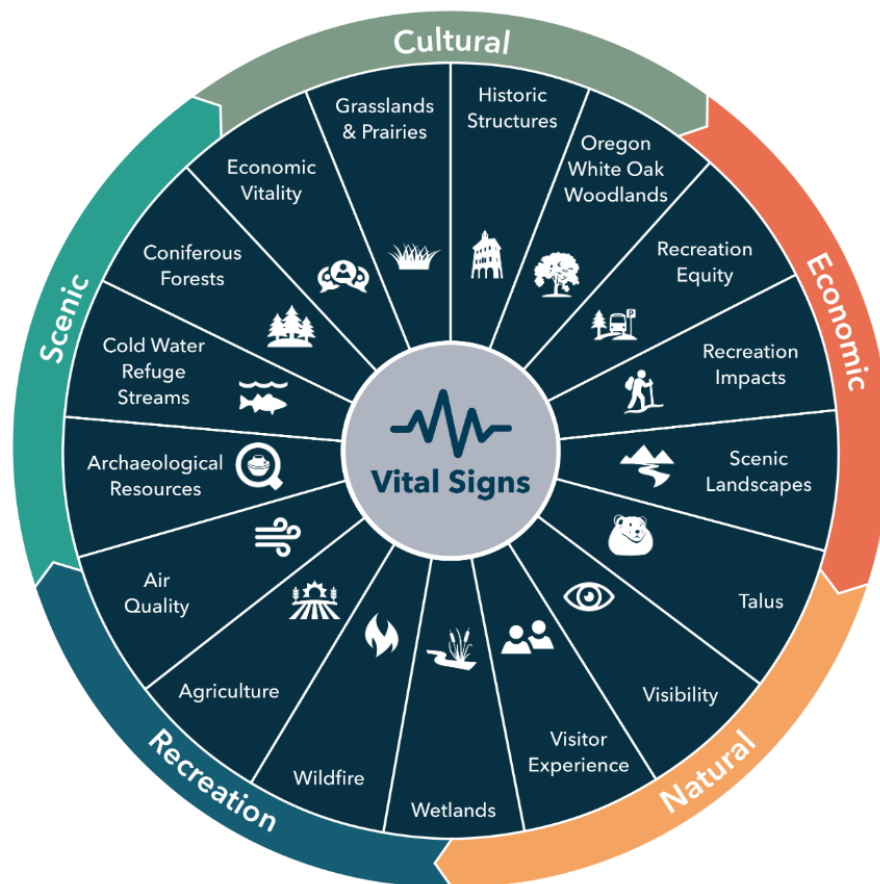 Cultural
Economic
Natural
Recreation
Scenic
Grasslands
& Prairies
Historic
Structures
Oregon
White Oak
Woodlands
Recreation
Equity
Recreation
Impacts
Scenic
Landscapes
Talus
Visibility
Visitor
Experience
Wetlands
Wildfire
Agriculture
Air
Quality
Archaeological
Resources
Cold Water
Refuge
Streams
Coniferous
Forests
Economic
Vitality
Vital Signs
P